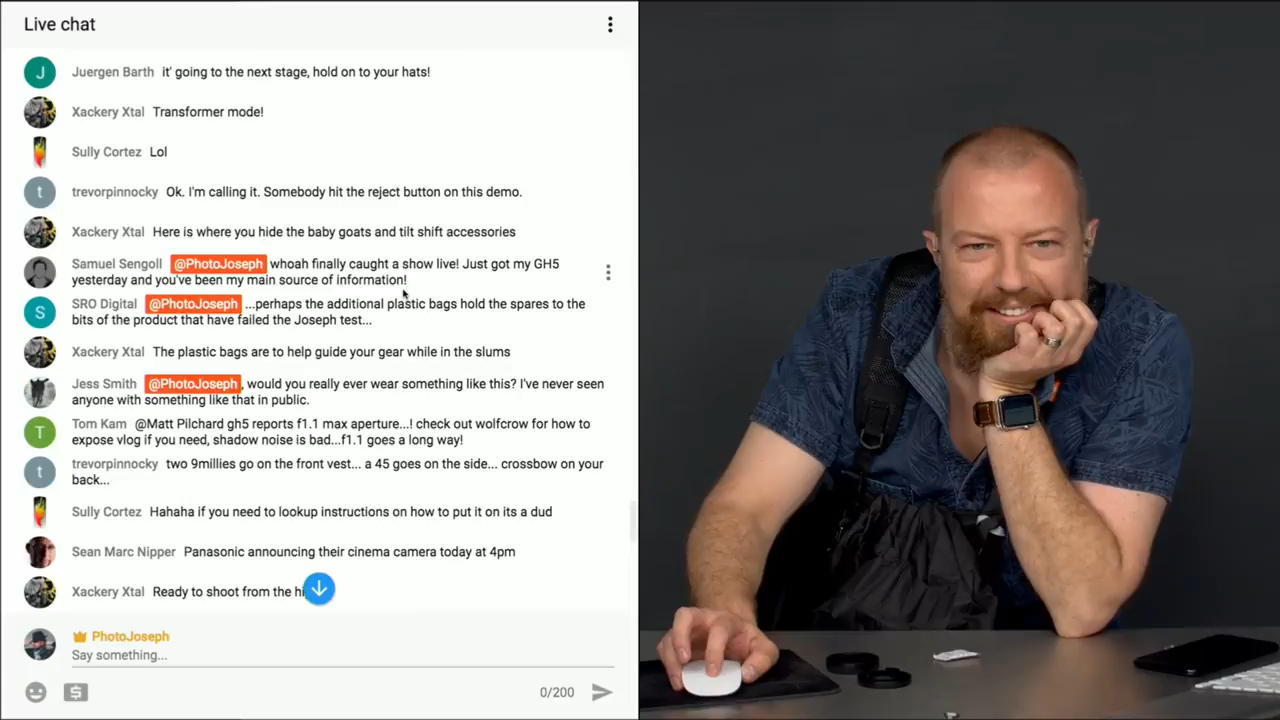 Live chat
J
Juergen Barth it' going to the next stage, hold on to your hats!
Xackery Xtal Transformer mode!
Sully Cortez Lol
t
trevorpinnocky Ok. I'm calling it. Somebody hit the reject button on this demo.
Xackery Xtal Here is where you hide the baby goats and tilt shift accessories
Samuel Sengoll @PhotoJoseph whoah finally caught a show live! Just got my GH5
yesterday and you've been my main source of information!
S
SRO Digital @PhotoJoseph ...perhaps the additional plastic bags hold the spares to the
bits of the product that have failed the Joseph test...
Xackery Xtal The plastic bags are to help guide your gear while in the slums
Jess Smith @PhotoJoseph, would you really ever wear something like this? I've never seen
anyone with something like that in public.
T
Tom Kam @Matt Pilchard gh5 reports f1.1 max aperture...! check out wolfcrow for how to
expose vlog if you need, shadow noise is bad...f1.1 goes a long way!
t
trevorpinnocky two 9millies go on the front vest... a 45 goes on the side... crossbow on your
back...
Sully Cortez Hahaha if you need to lookup instructions on how to put it on its a dud
Sean Marc Nipper Panasonic announcing their cinema camera today at 4pm
Xackery Xtal Ready to shoot from the hi
PhotoJoseph
Say something...
$
0/200